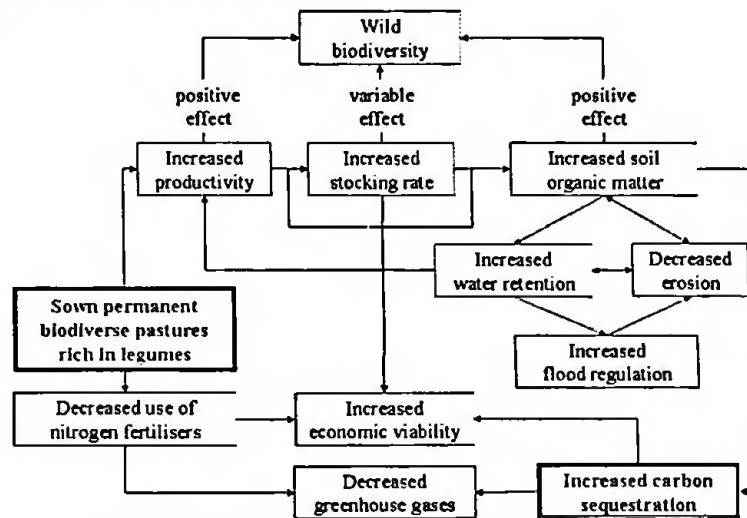 Wild
biodiversity
positive
effect
variable
effect
positive
effect
Increased
productivity
Increased
stocking rate
Increased soil
organic matter
Increased
water retention
Decreased
erosion
Sown permanent
biodiverse pastures
rich in legumes
Increased
flood regulation
Decreased use of
nitrogen fertilisers
Increased
economic viability
Decreased
greenhouse gases
Increased carbon
sequestration